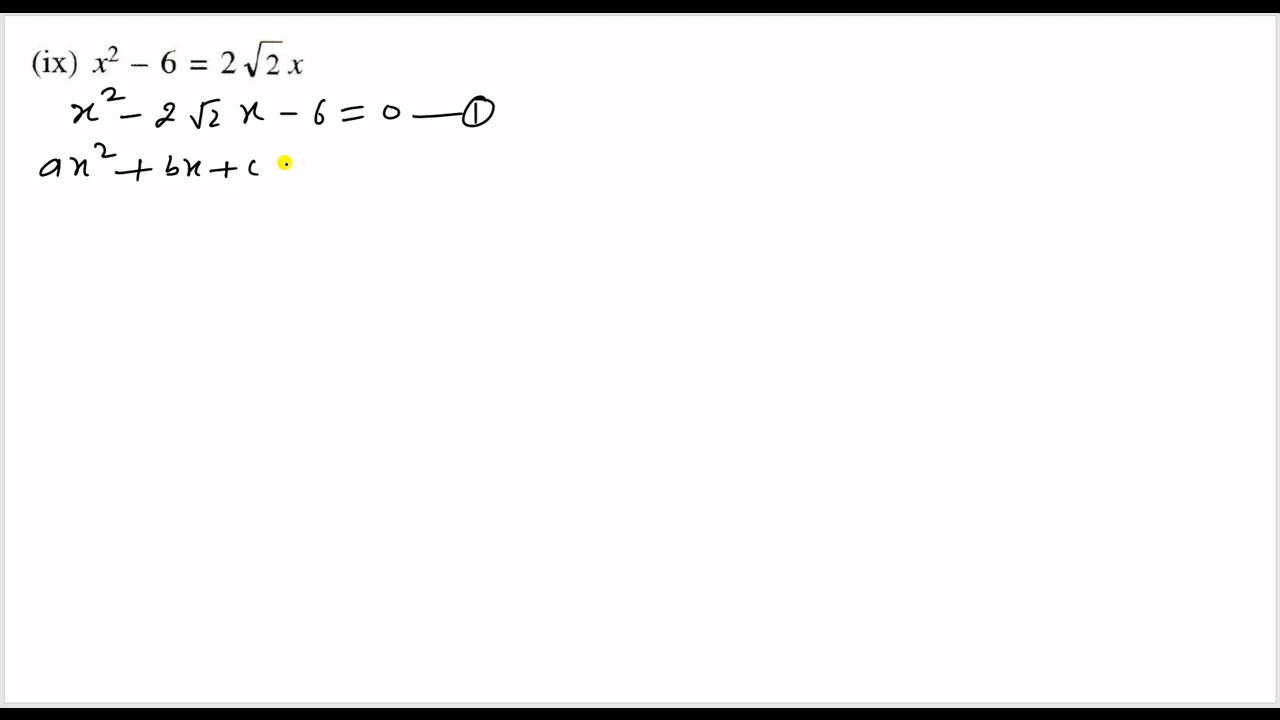 (ix) x² − 6 = 2√2 x
x² − 2√2 x − 6 = 0 — ①
ax² + bx + c